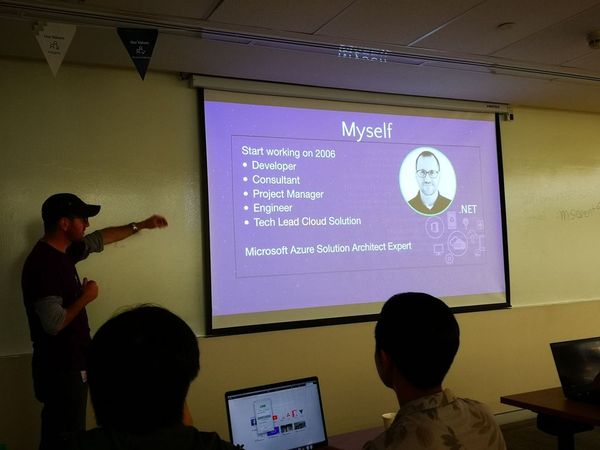 Myself
Start working on 2006
• Developer
• Consultant
• Project Manager
• Engineer
• Tech Lead Cloud Solution
Microsoft Azure Solution Architect Expert
.NET